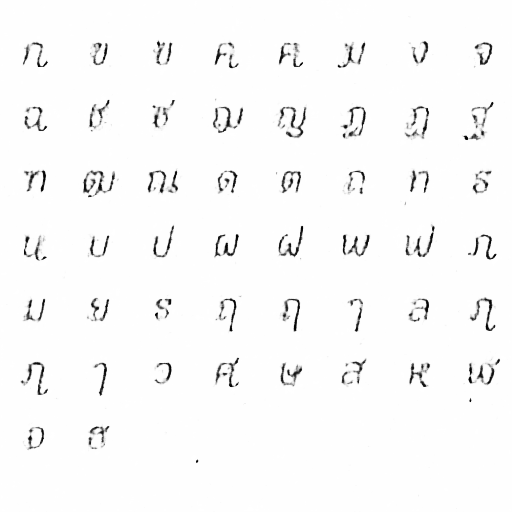 ก ข ฃ ค ฅ ฆ ง จ
ฉ ช ซ ฌ ญ ฎ ฏ ฐ
ฑ ฒ ณ ด ต ถ ท ธ
น บ ป ผ ฝ พ ฟ ภ
ม ย ร ฤ ฤ ๅ ล ฦ
ฦ ๅ ว ศ ษ ส ห ฬ
อ ฮ